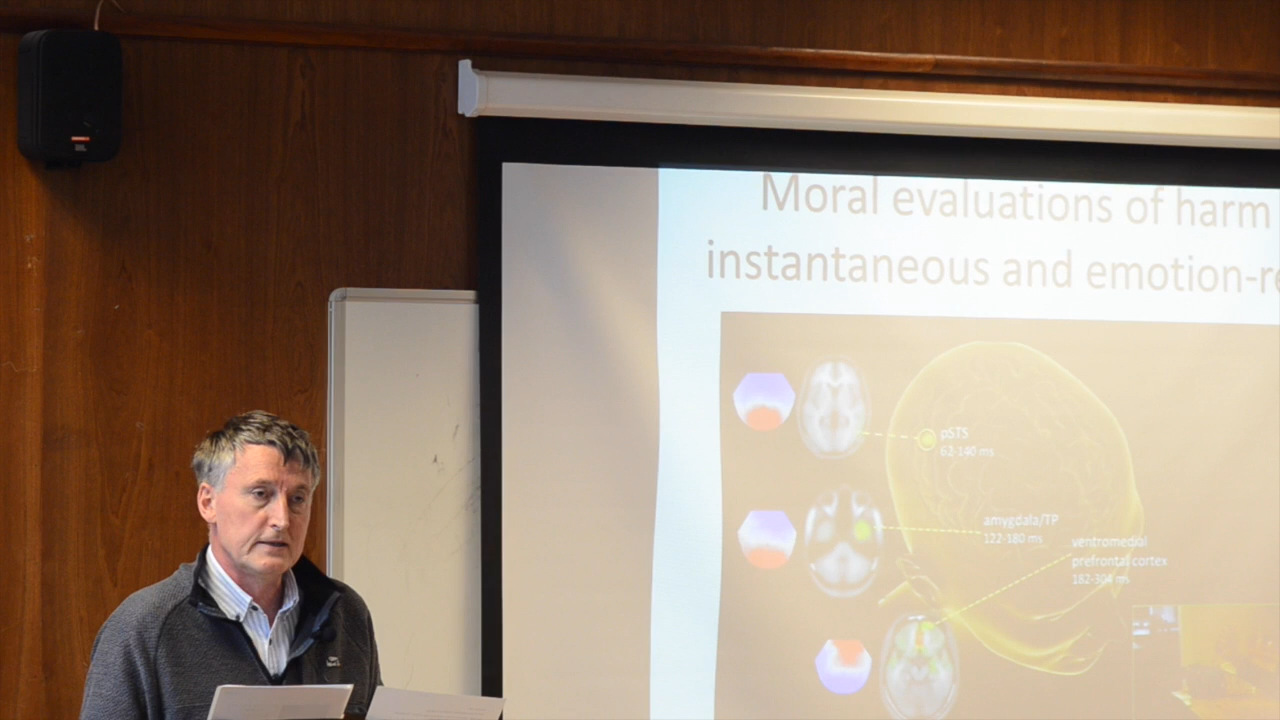 Moral evaluations of harm
instantaneous and emotion-re
pSTS
62-140 ms
amygdala/TP
122-180 ms
ventromedial
prefrontal cortex
182-304 ms